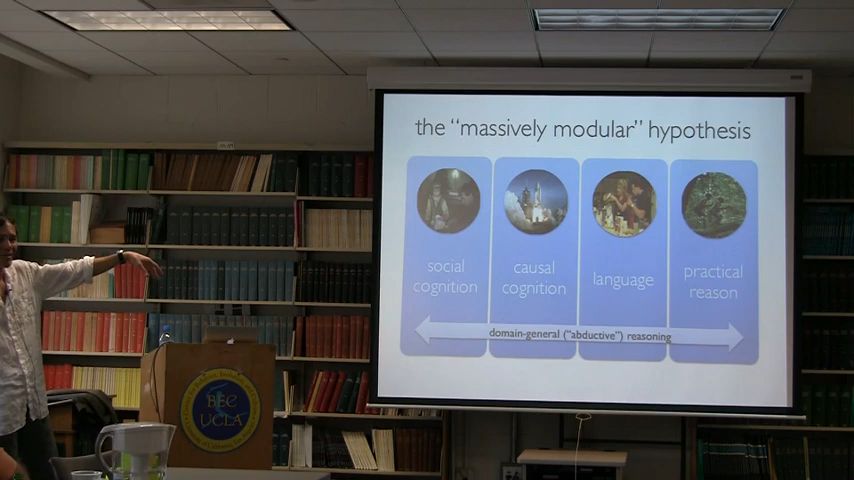 the "massively modular" hypothesis
social
cognition
causal
cognition
language
practical
reason
domain-general ("abductive") reasoning
BEC
UCLA